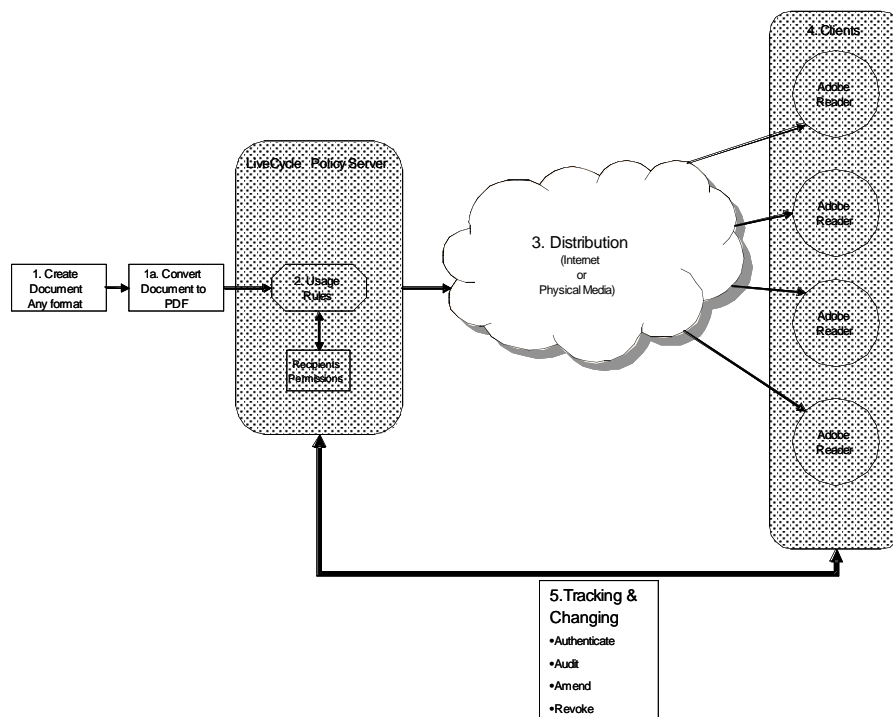 4. Clients
Adobe
Reader
LiveCycle Policy Server
Adobe
Reader
1. Create
Document
Any format
1a. Convert
Document to
PDF
2. Usage
Rules
Recipients
Permissions
3. Distribution
(Internet
or
Physical Media)
Adobe
Reader
Adobe
Reader
5.Tracking &
Changing
•Authenticate
•Audit
•Amend
•Revoke